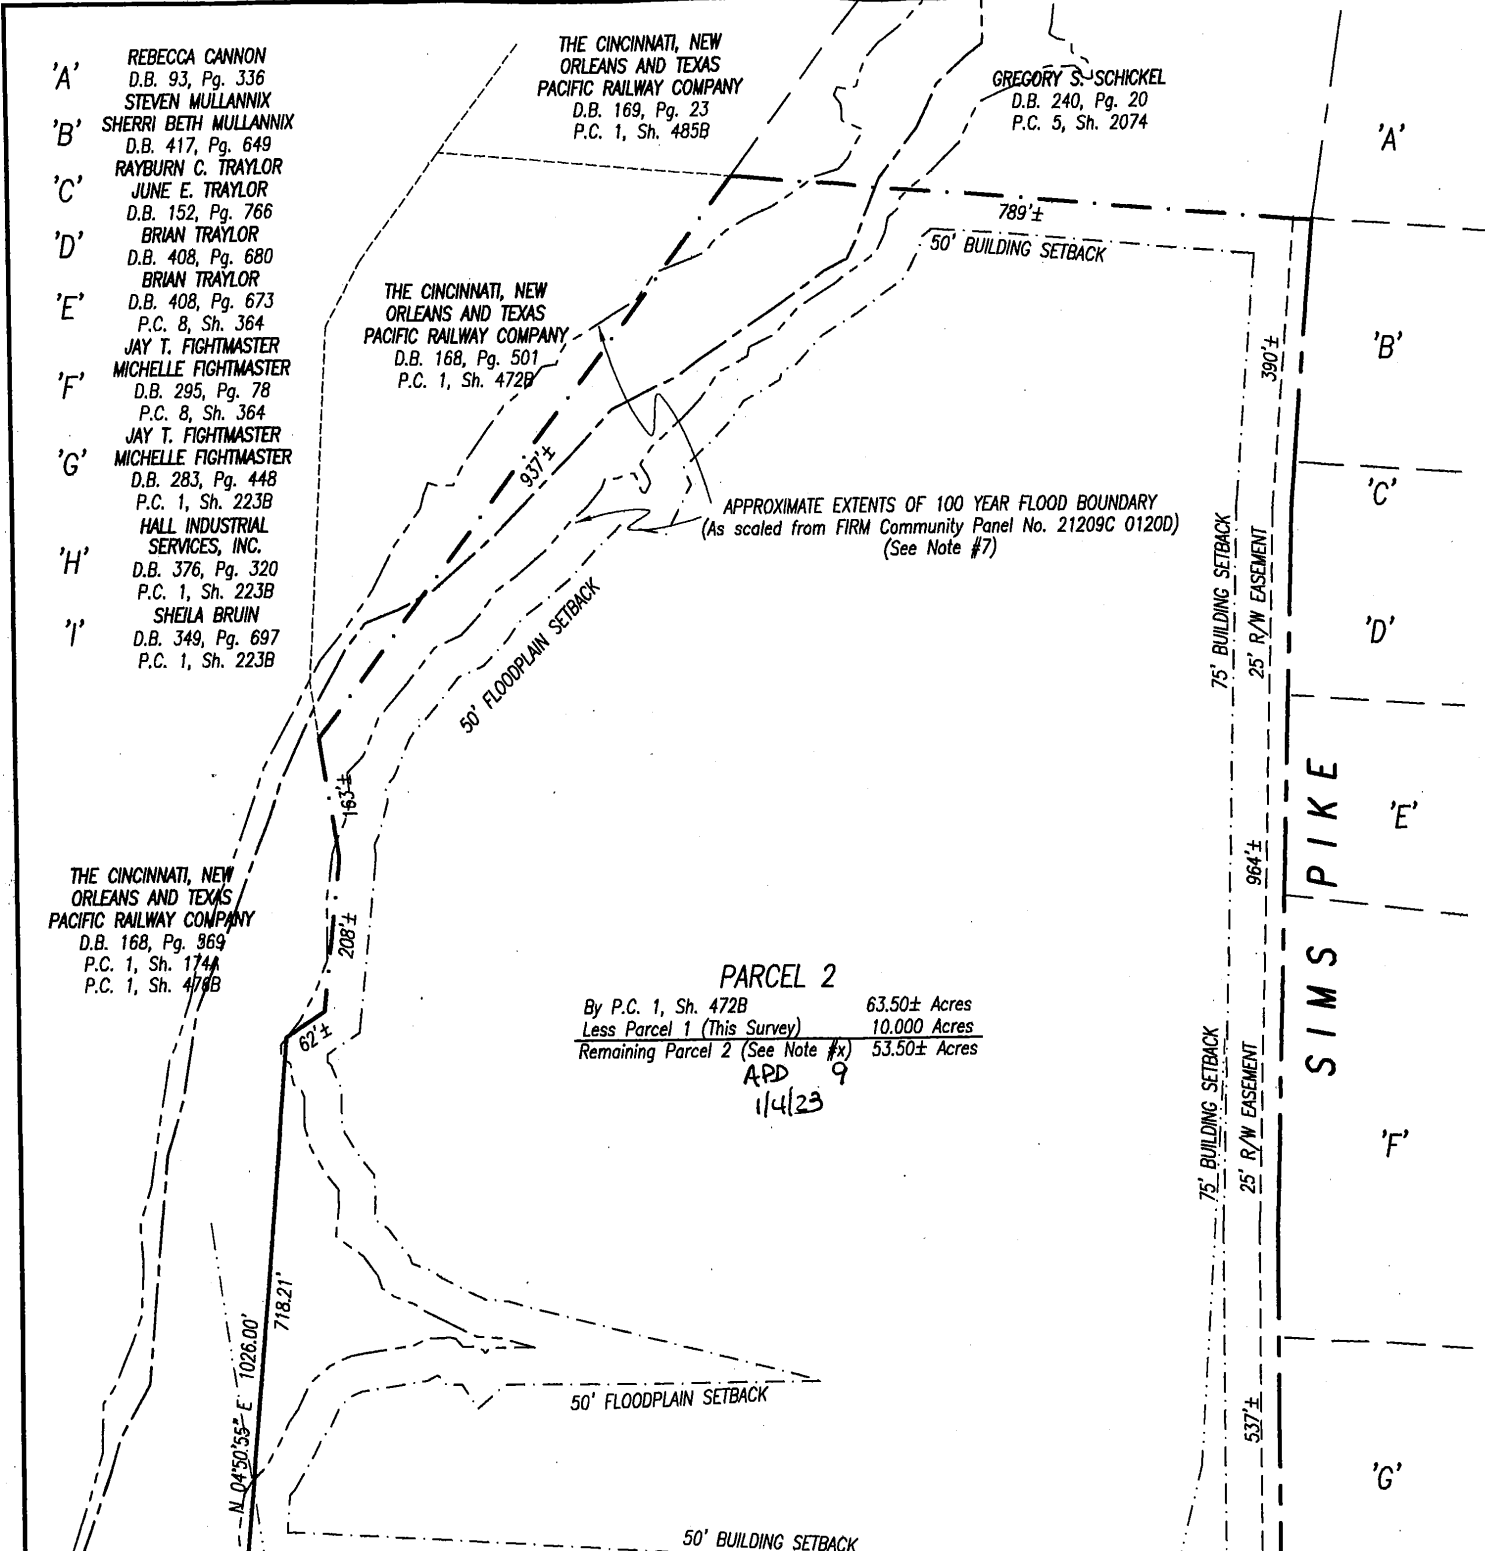 'A'
REBECCA CANNON
D.B. 93, Pg. 336
'B'
STEVEN MULLANNIX
SHERRI BETH MULLANNIX
D.B. 417, Pg. 649
'C'
RAYBURN C. TRAYLOR
JUNE E. TRAYLOR
D.B. 152, Pg. 766
'D'
BRIAN TRAYLOR
D.B. 408, Pg. 680
'E'
BRIAN TRAYLOR
D.B. 408, Pg. 673
P.C. 8, Sh. 364
'F'
JAY T. FIGHTMASTER
MICHELLE FIGHTMASTER
D.B. 295, Pg. 78
P.C. 8, Sh. 364
'G'
JAY T. FIGHTMASTER
MICHELLE FIGHTMASTER
D.B. 283, Pg. 448
P.C. 1, Sh. 223B
'H'
HALL INDUSTRIAL
SERVICES, INC.
D.B. 376, Pg. 320
P.C. 1, Sh. 223B
'I'
SHEILA BRUIN
D.B. 349, Pg. 697
P.C. 1, Sh. 223B
THE CINCINNATI, NEW
ORLEANS AND TEXAS
PACIFIC RAILWAY COMPANY
D.B. 169, Pg. 23
P.C. 1, Sh. 485B
GREGORY S. SCHICKEL
D.B. 240, Pg. 20
P.C. 5, Sh. 2074
'A'
789'±
50' BUILDING SETBACK
THE CINCINNATI, NEW
ORLEANS AND TEXAS
PACIFIC RAILWAY COMPANY
D.B. 168, Pg. 501
P.C. 1, Sh. 472B
390'±
'B'
937'±
'C'
APPROXIMATE EXTENTS OF 100 YEAR FLOOD BOUNDARY
(As scaled from FIRM Community Panel No. 21209C 0120D)
(See Note #7)
75' BUILDING SETBACK
25' R/W EASEMENT
'D'
50' FLOODPLAIN SETBACK
163'±
SIMS PIKE
'E'
964'±
THE CINCINNATI, NEW
ORLEANS AND TEXAS
PACIFIC RAILWAY COMPANY
D.B. 168, Pg. 369
P.C. 1, Sh. 174A
P.C. 1, Sh. 478B
208'±
PARCEL 2
By P.C. 1, Sh. 472B 63.50± Acres
Less Parcel 1 (This Survey) 10.000 Acres
Remaining Parcel 2 (See Note #x) 53.50± Acres
APD 9
1/4/23
62'±
75' BUILDING SETBACK
25' R/W EASEMENT
'F'
718.21'
N 04°50'55" E 1026.00'
50' FLOODPLAIN SETBACK
537'±
'G'
50' BUILDING SETBACK